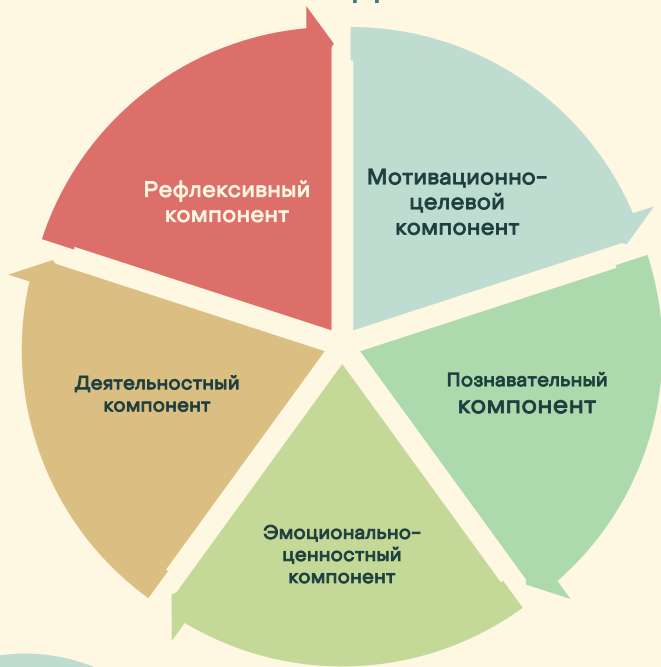 Рефлексивный
компонент
Мотивационно-
целевой
компонент
Деятельностный
компонент
Познавательный
компонент
Эмоционально-
ценностный
компонент